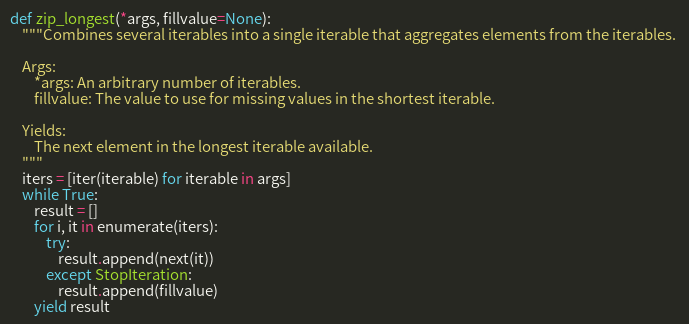 def zip_longest(*args, fillvalue=None):
    """Combines several iterables into a single iterable that aggregates elements from the iterables.

    Args:
        *args: An arbitrary number of iterables.
        fillvalue: The value to use for missing values in the shortest iterable.

    Yields:
        The next element in the longest iterable available.
    """
    iters = [iter(iterable) for iterable in args]
    while True:
        result = []
        for i, it in enumerate(iters):
            try:
                result.append(next(it))
            except StopIteration:
                result.append(fillvalue)
        yield result